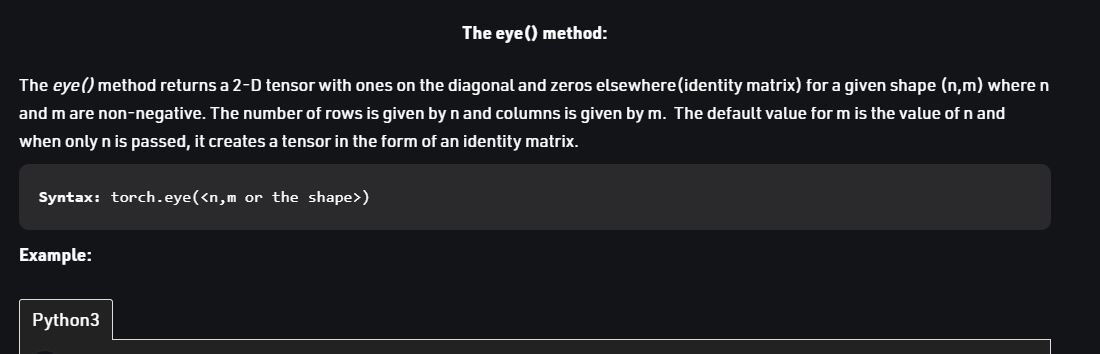 The eye() method:
The eye() method returns a 2-D tensor with ones on the diagonal and zeros elsewhere(identity matrix) for a given shape (n,m) where n
and m are non-negative. The number of rows is given by n and columns is given by m.  The default value for m is the value of n and
when only n is passed, it creates a tensor in the form of an identity matrix.
Syntax: torch.eye(<n,m or the shape>)
Example:
Python3